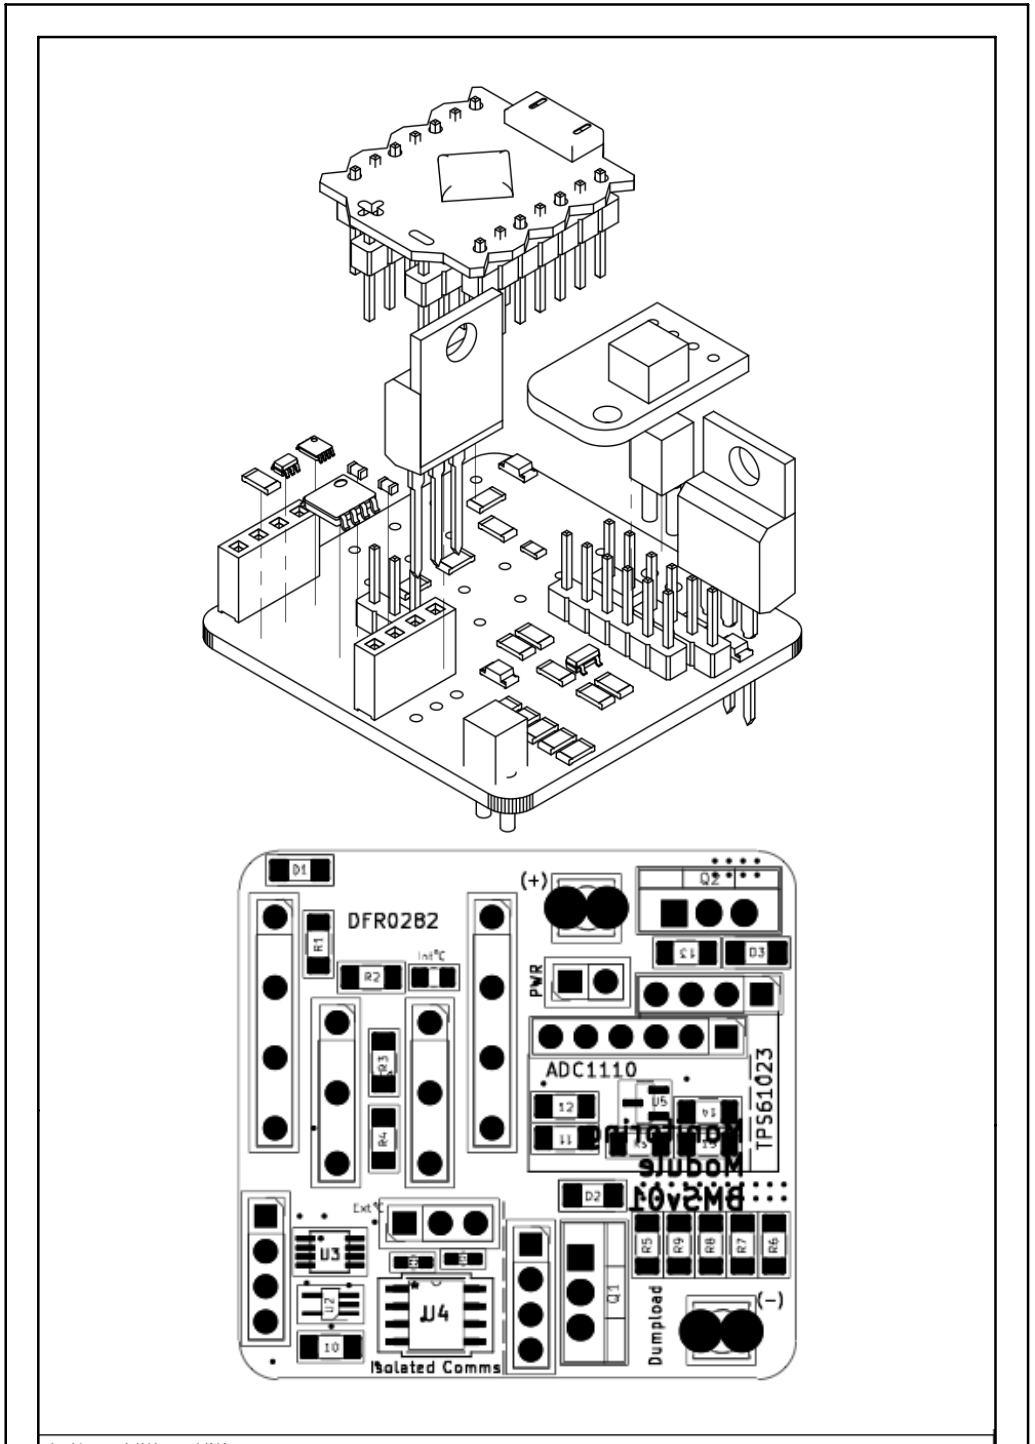 D1
(+)
Q2
DFR02B2
R1
Int°C
R2
PWR
13
D3
R3
ADC1110
TPS61023
12
U5
14
R4
11
Monitoring
Module
BMSv01
D2
Ext°C
U3
R5
R9
R8
R7
R6
U2
U4
Q1
10
Dumpload
(-)
Isolated Comms